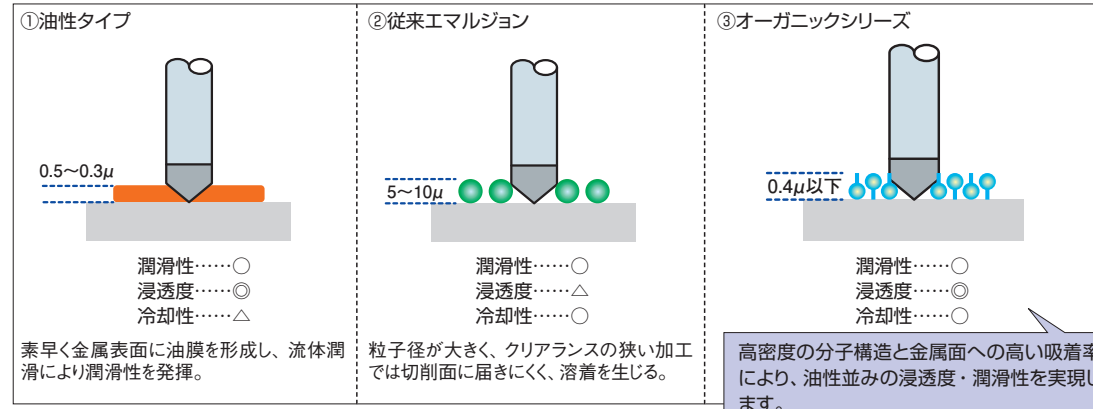 ①油性タイプ
0.5〜0.3μ
潤滑性……○
浸透度……◎
冷却性……△
素早く金属表面に油膜を形成し、流体潤
滑により潤滑性を発揮。
②従来エマルジョン
5〜10μ
潤滑性……○
浸透度……△
冷却性……○
粒子径が大きく、クリアランスの狭い加工
では切削面に届きにくく、溶着を生じる。
③オーガニックシリーズ
0.4μ以下
潤滑性……○
浸透度……◎
冷却性……○
高密度の分子構造と金属面への高い吸着率
により、油性並みの浸透度・潤滑性を実現し
ます。